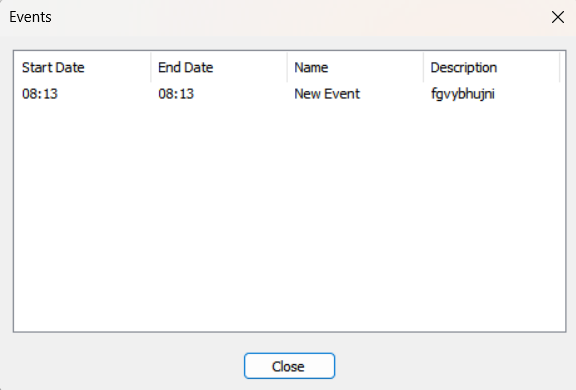 Events
Start Date End Date Name Description
08:13 08:13 New Event fgvybhujni
Close